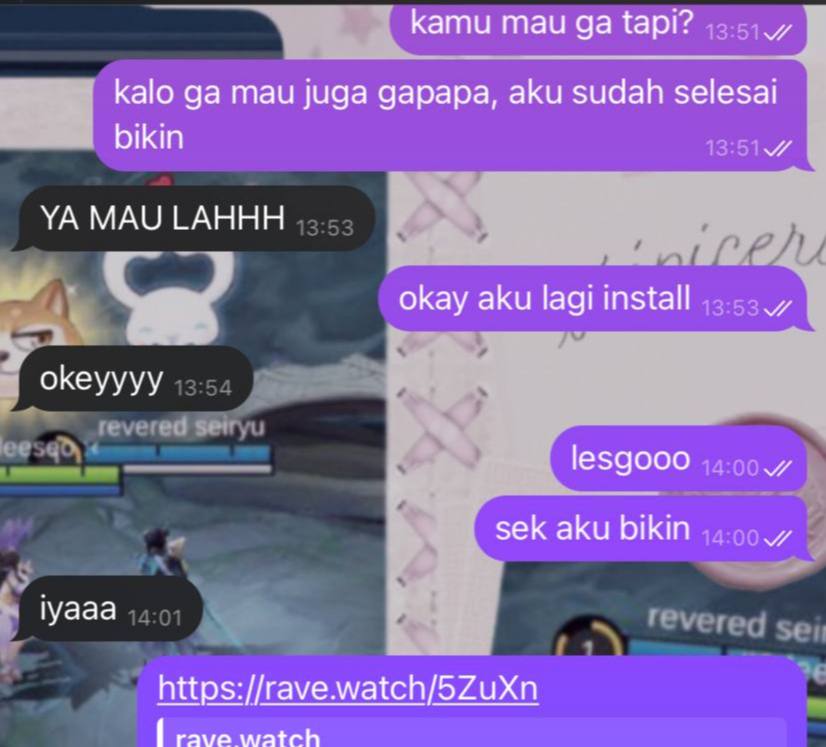 kamu mau ga tapi? 13:51
kalo ga mau juga gapapa, aku sudah selesai
bikin 13:51
YA MAU LAHHH 13:53
okay aku lagi install 13:53
okeyyyy 13:54
revered seiryu
lesgooo 14:00
sek aku bikin 14:00
iyaaa 14:01
revered sei
1
https://rave.watch/5ZuXn
rave.watch